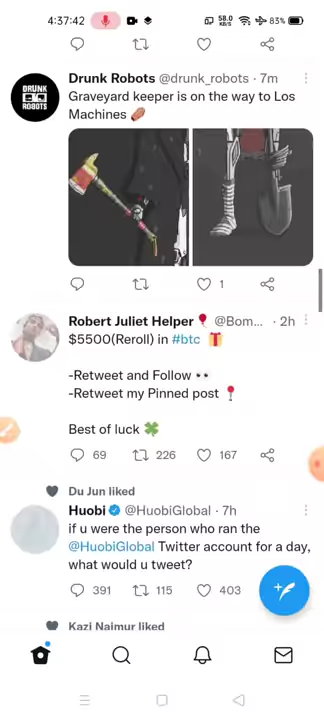 4:37:42
58.0
KB/S
83%
Drunk Robots @drunk_robots · 7m
Graveyard keeper is on the way to Los
Machines ⚰️
DRUNK
ROBOTS
1
Robert Juliet Helper🎈 @Bom... · 2h
$5500(Reroll) in #btc 🎁
-Retweet and Follow 👀
-Retweet my Pinned post 📍
Best of luck 🍀
69 226 167
Du Jun liked
Huobi @HuobiGlobal · 7h
if u were the person who ran the
@HuobiGlobal Twitter account for a day,
what would u tweet?
391 115 403
Kazi Naimur liked